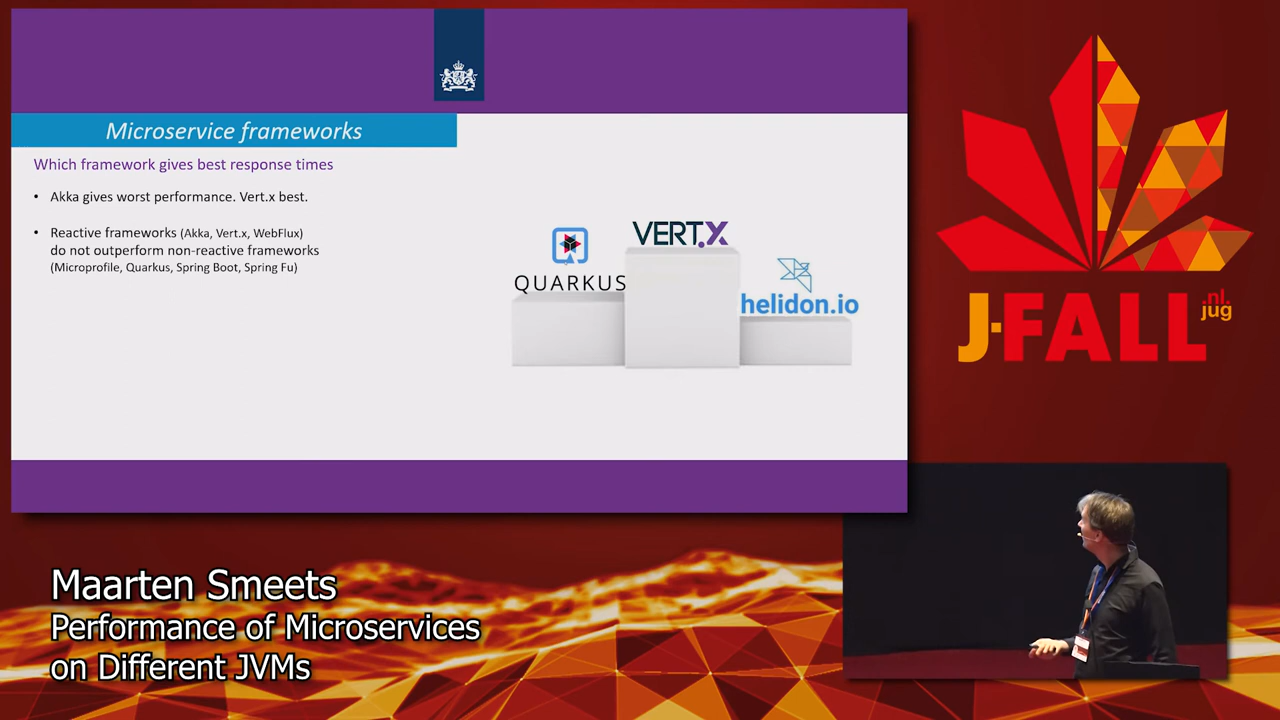 Microservice frameworks
Which framework gives best response times
• Akka gives worst performance. Vert.x best.
• Reactive frameworks (Akka, Vert.x, WebFlux)
do not outperform non-reactive frameworks
(Microprofile, Quarkus, Spring Boot, Spring Fu)
VERT.X
QUARKUS
helidon.io
J-FALL
nl.
jug
Maarten Smeets
Performance of Microservices
on Different JVMs